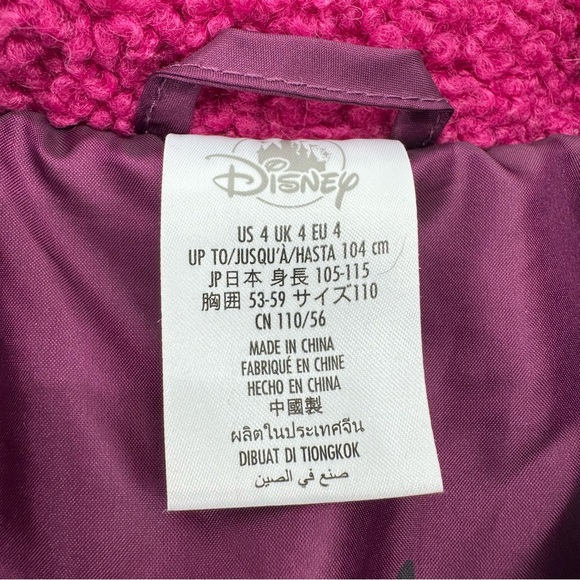 Disney
US 4 UK 4 EU 4
UP TO/JUSQU'À/HASTA 104 cm
JP日本 身長 105-115
胸囲 53-59 サイズ110
CN 110/56
MADE IN CHINA
FABRIQUÉ EN CHINE
HECHO EN CHINA
中國製
ผลิตในประเทศจีน
DIBUAT DI TIONGKOK
صنع في الصين